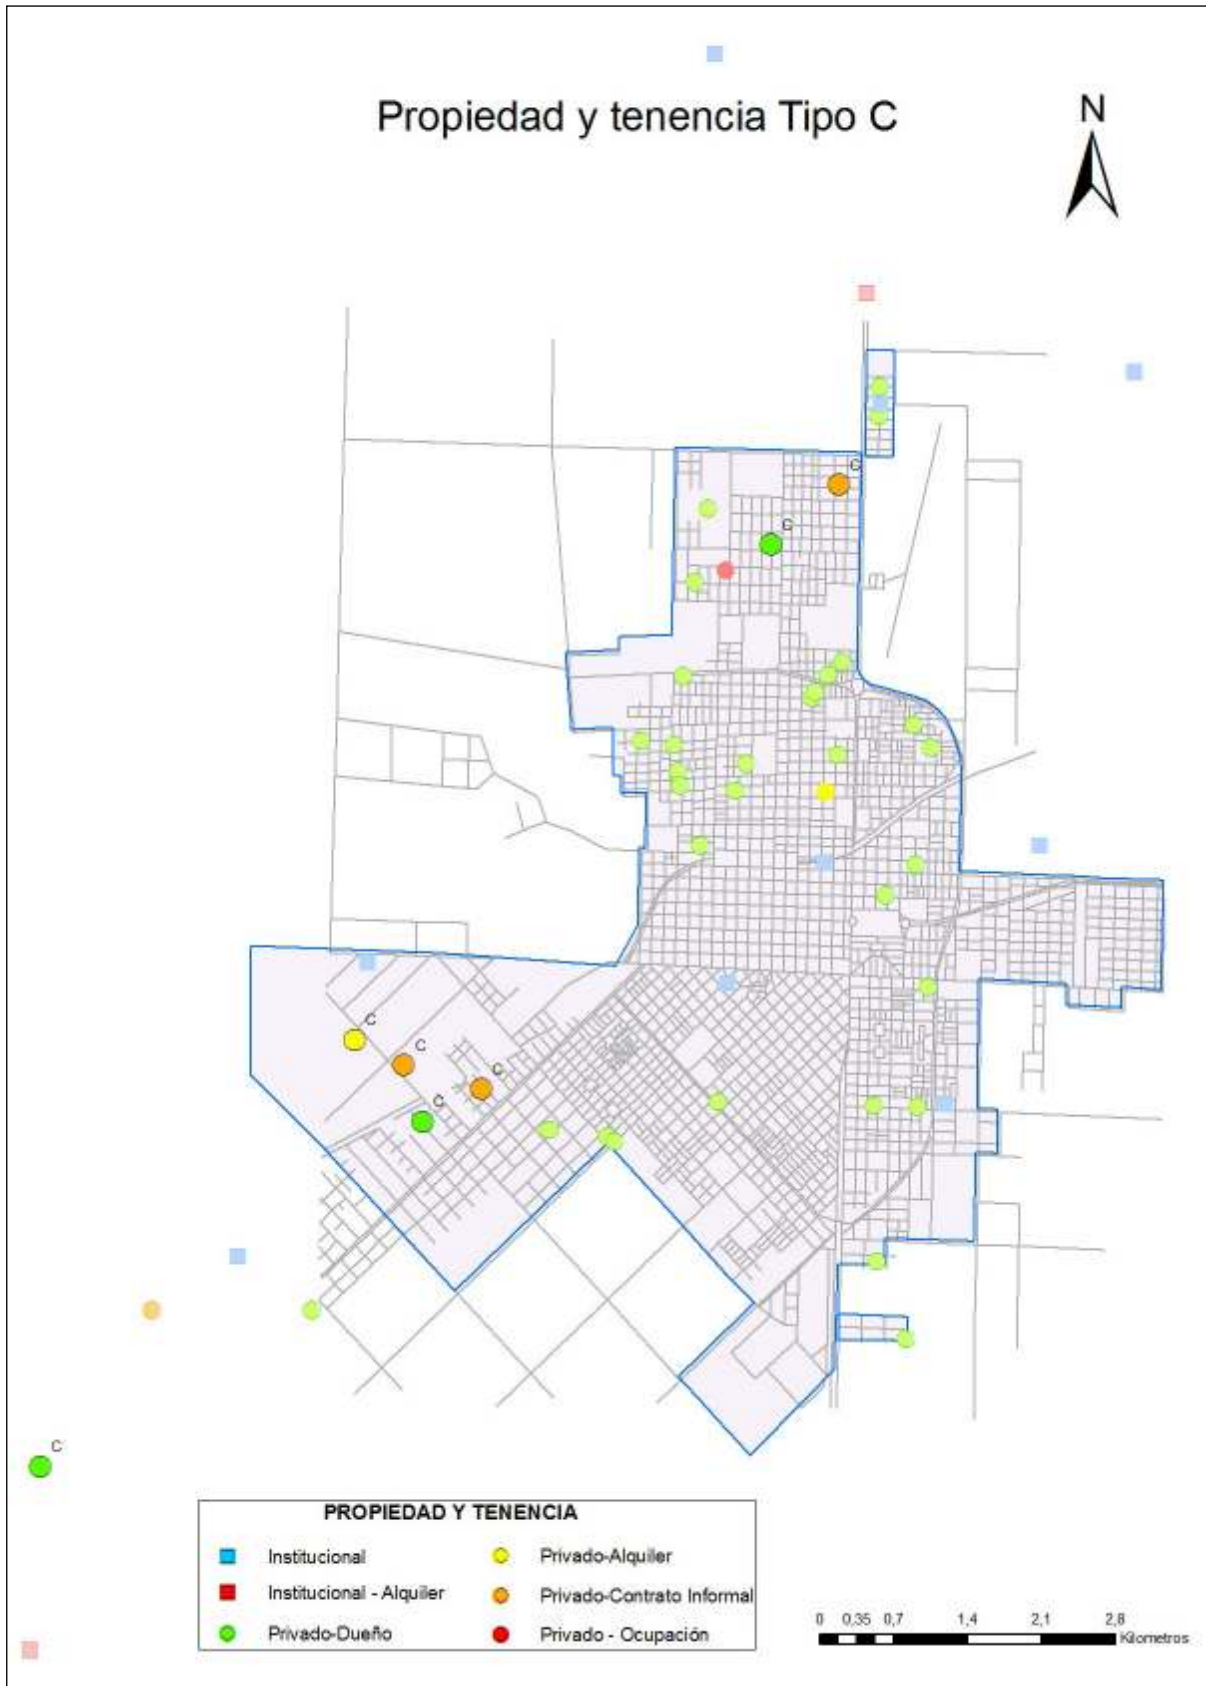 Propiedad y tenencia Tipo C
N
C
C
C
C
C
C
C
PROPIEDAD Y TENENCIA
Institucional
Privado-Alquiler
Institucional - Alquiler
Privado-Contrato Informal
Privado-Dueño
Privado - Ocupación
0 0,35 0,7 1,4 2,1 2,8
Kilometros